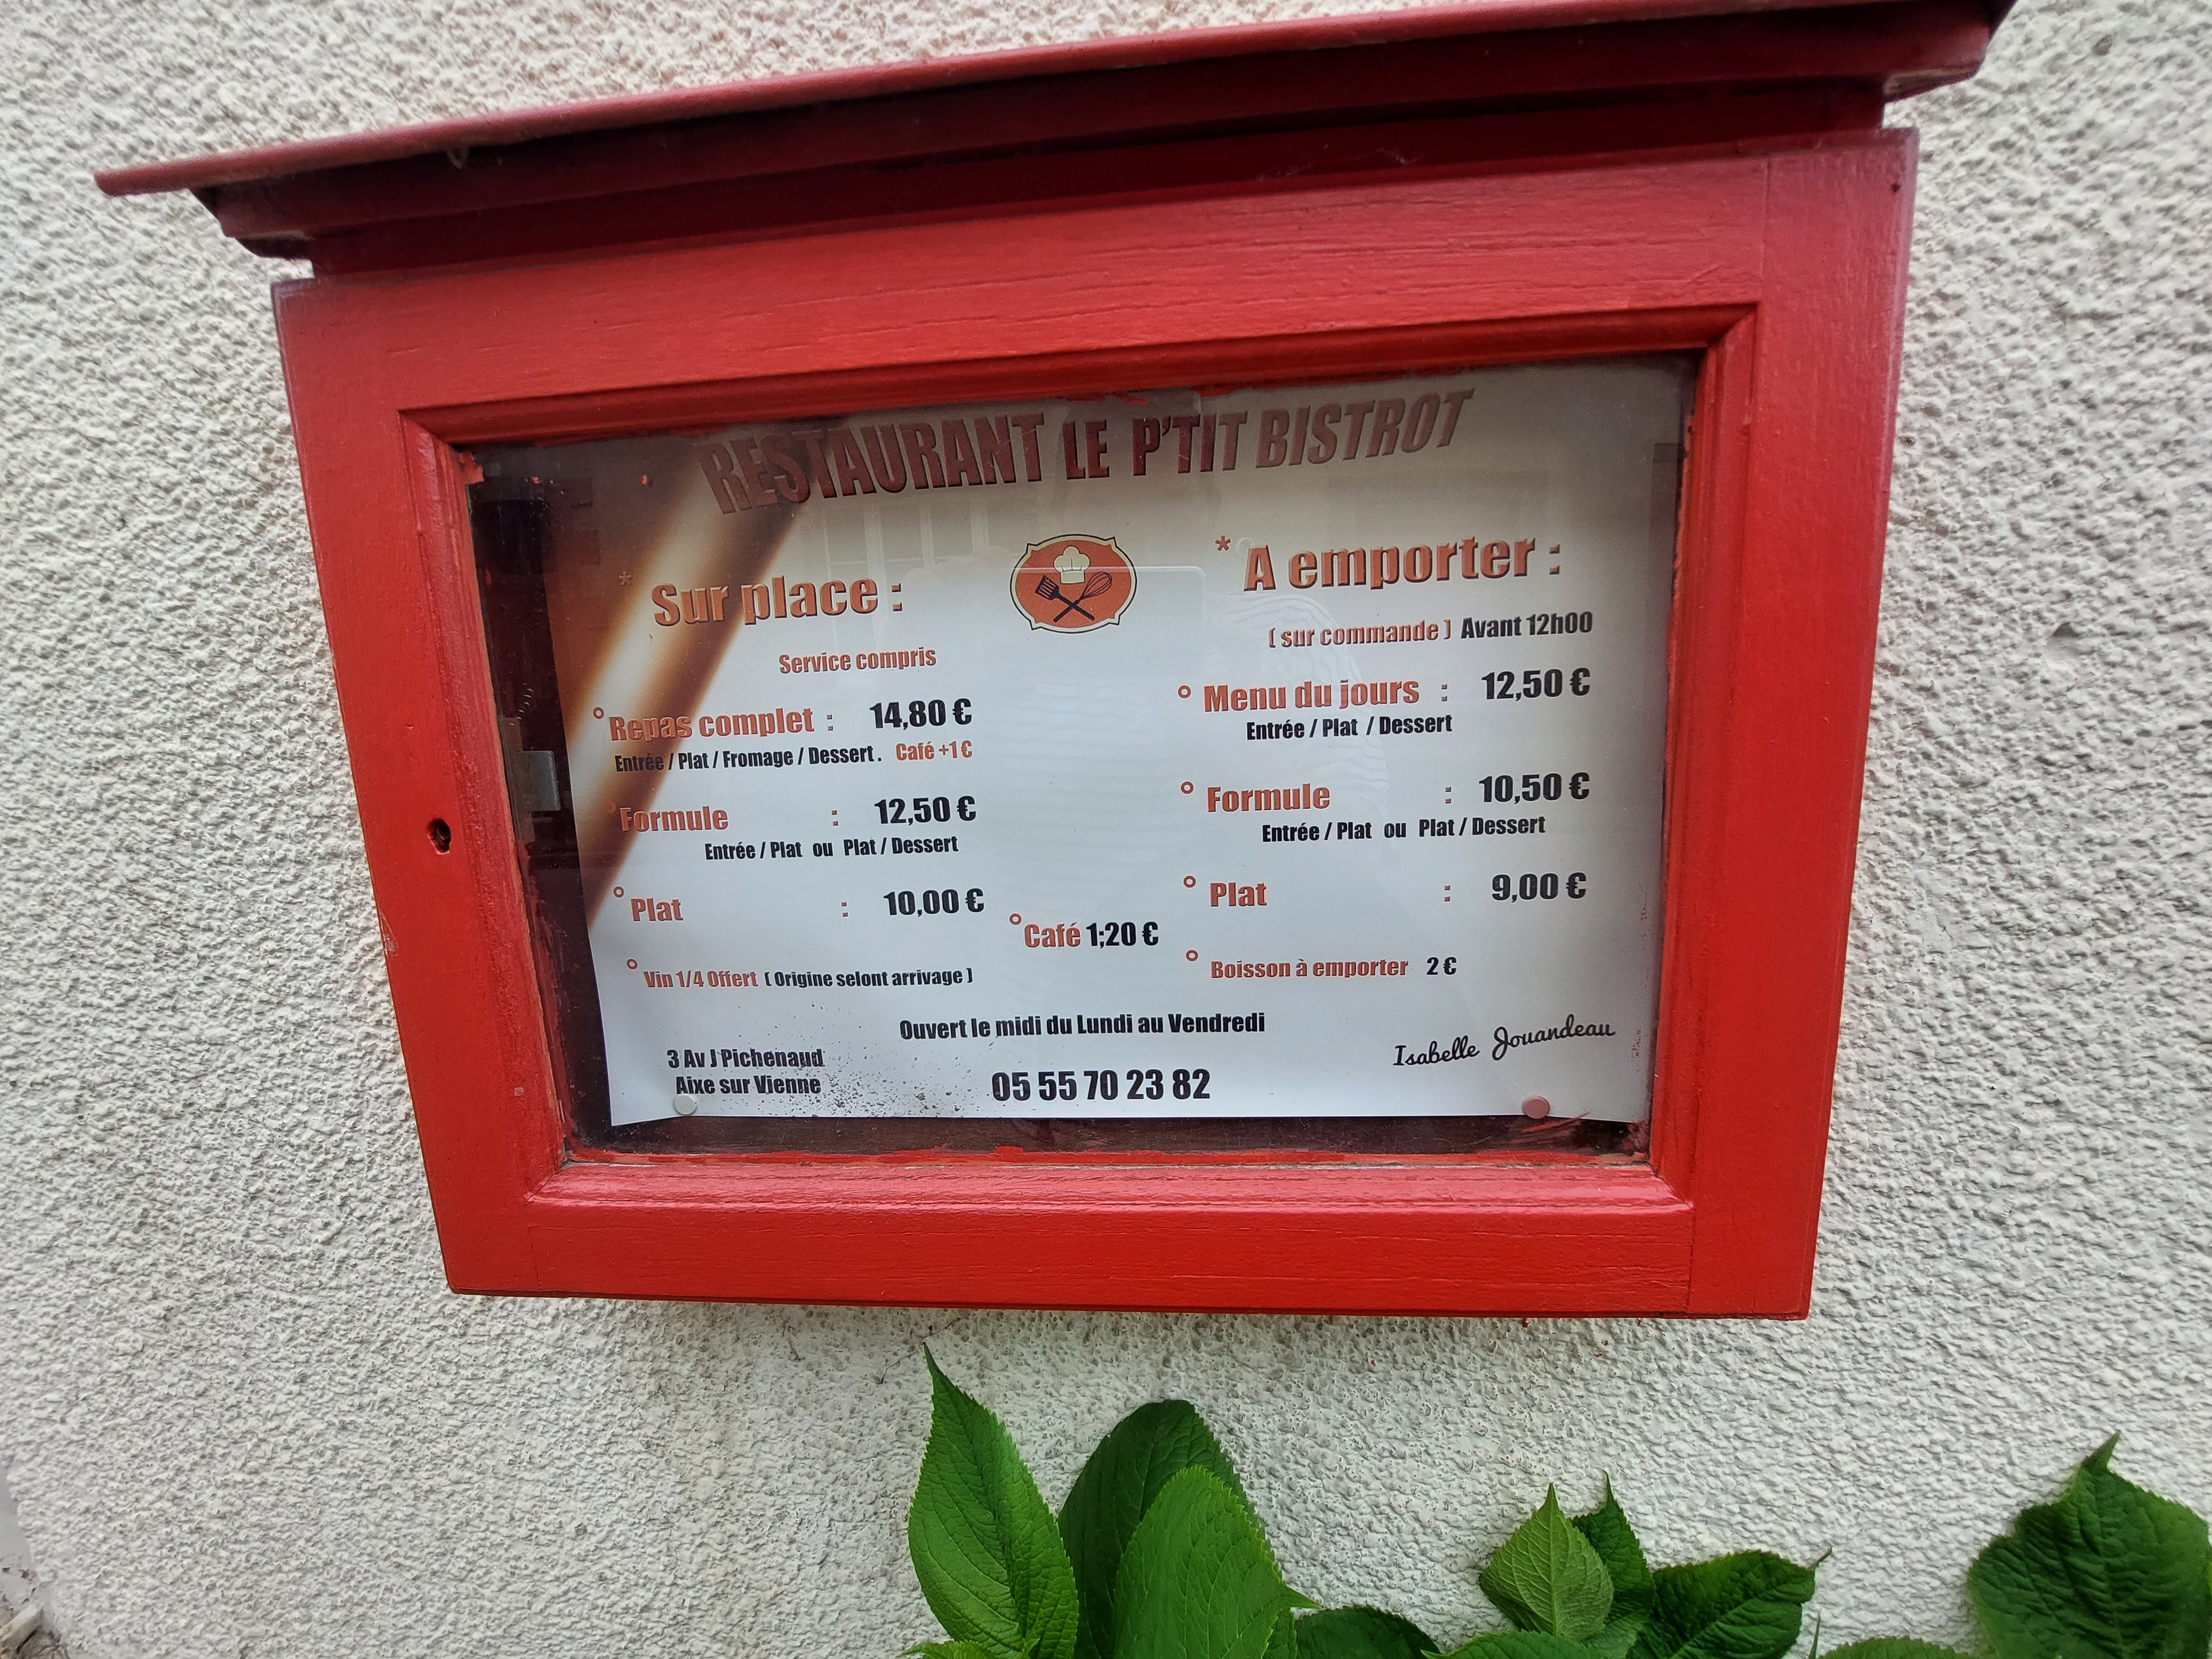 RESTAURANT LE P'TIT BISTROT
* Sur place :
Service compris
° Repas complet : 14,80 €
Entrée / Plat / Fromage / Dessert . Café +1 €
° Formule : 12,50 €
Entrée / Plat ou Plat / Dessert
° Plat : 10,00 €
° Vin 1/4 Offert ( Origine selont arrivage )
° Café 1;20 €
* A emporter :
( sur commande ) Avant 12h00
° Menu du jours : 12,50 €
Entrée / Plat / Dessert
° Formule : 10,50 €
Entrée / Plat ou Plat / Dessert
° Plat : 9,00 €
° Boisson à emporter 2 €
Ouvert le midi du Lundi au Vendredi
3 Av J Pichenaud
Aixe sur Vienne
05 55 70 23 82
Isabelle Jouandeau